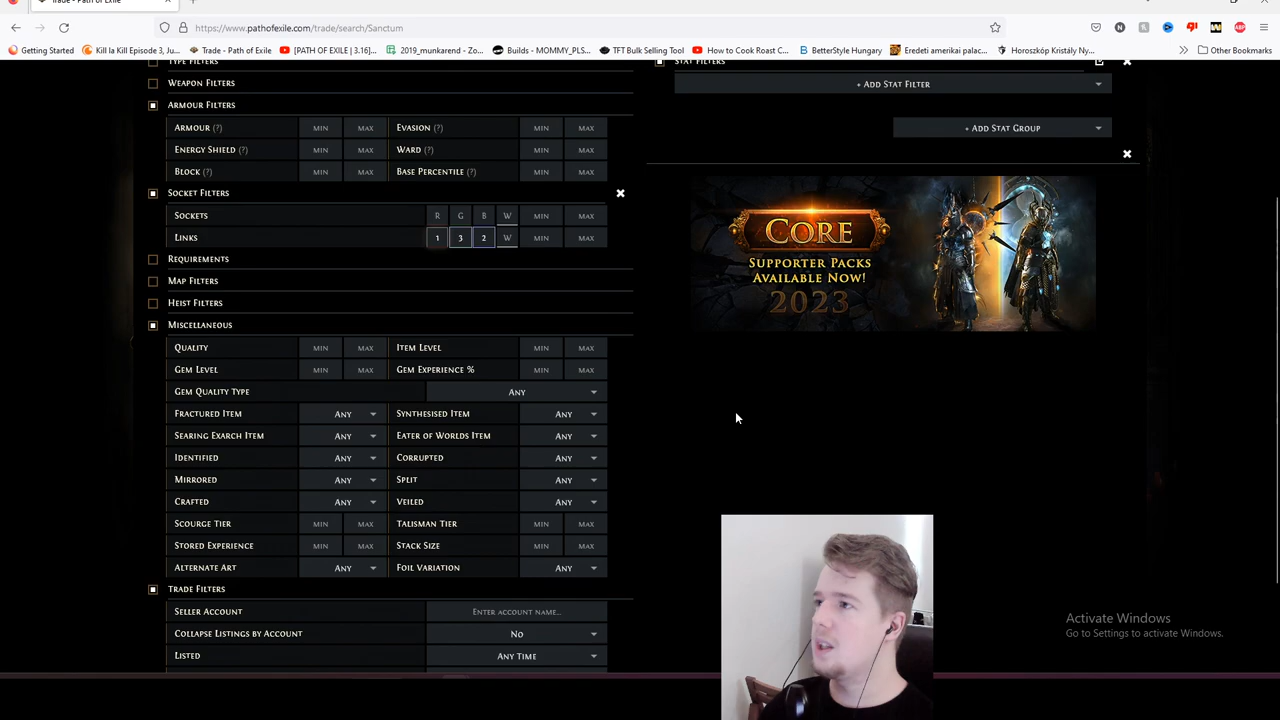 Trade - Path of Exile
https://www.pathofexile.com/trade/search/Sanctum
Getting Started Kill la Kill Episode 3, Ju... Trade - Path of Exile [PATH OF EXILE | 3.16]... 2019_munkarend - Zo... Builds - MOMMY_PLS... TFT Bulk Selling Tool How to Cook Roast C... BetterStyle Hungary Eredeti amerikai palac... Horoszkóp Kristály Ny... Other Bookmarks
Type Filters
Weapon Filters
Armour Filters
Armour (?) MIN MAX Evasion (?) MIN MAX
Energy Shield (?) MIN MAX Ward (?) MIN MAX
Block (?) MIN MAX Base Percentile (?) MIN MAX
Socket Filters
Sockets R G B W MIN MAX
Links 1 3 2 W MIN MAX
Requirements
Map Filters
Heist Filters
Miscellaneous
Quality MIN MAX Item Level MIN MAX
Gem Level MIN MAX Gem Experience % MIN MAX
Gem Quality Type Any
Fractured Item Any Synthesised Item Any
Searing Exarch Item Any Eater of Worlds Item Any
Identified Any Corrupted Any
Mirrored Any Split Any
Crafted Any Veiled Any
Scourge Tier MIN MAX Talisman Tier MIN MAX
Stored Experience MIN MAX Stack Size MIN MAX
Alternate Art Any Foil Variation Any
Trade Filters
Seller Account Enter account name...
Collapse Listings by Account No
Listed Any Time
Stat Filters
+ Add Stat Filter
+ Add Stat Group
Core
Supporter Packs
Available Now!
2023
Activate Windows
Go to Settings to activate Windows.